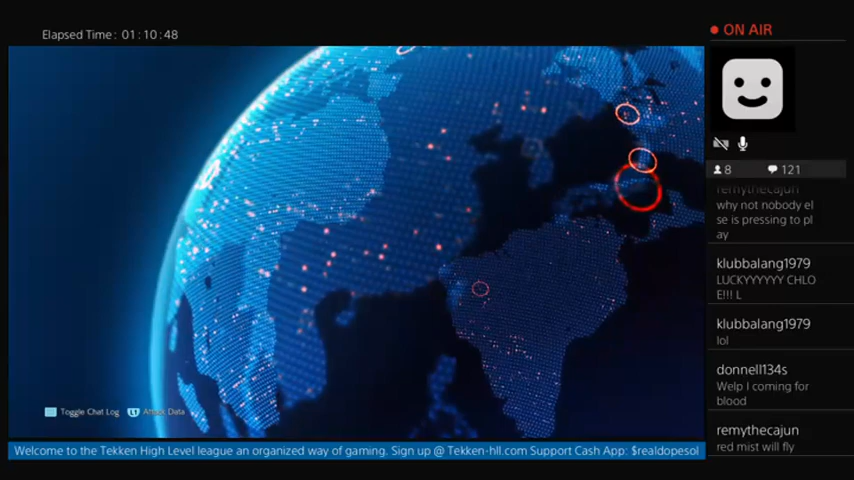 Elapsed Time : 01:10:48
ON AIR
8 121
remythecajun
why not nobody el
se is pressing to pl
ay
klubbalang1979
LUCKYYYYYY CHLO
E!!! L
klubbalang1979
lol
donnell134s
Welp I coming for
blood
remythecajun
red mist will fly
Toggle Chat Log L1 Attack Data
Welcome to the Tekken High Level league an organized way of gaming. Sign up @ Tekken-hll.com Support Cash App: $realdopesol